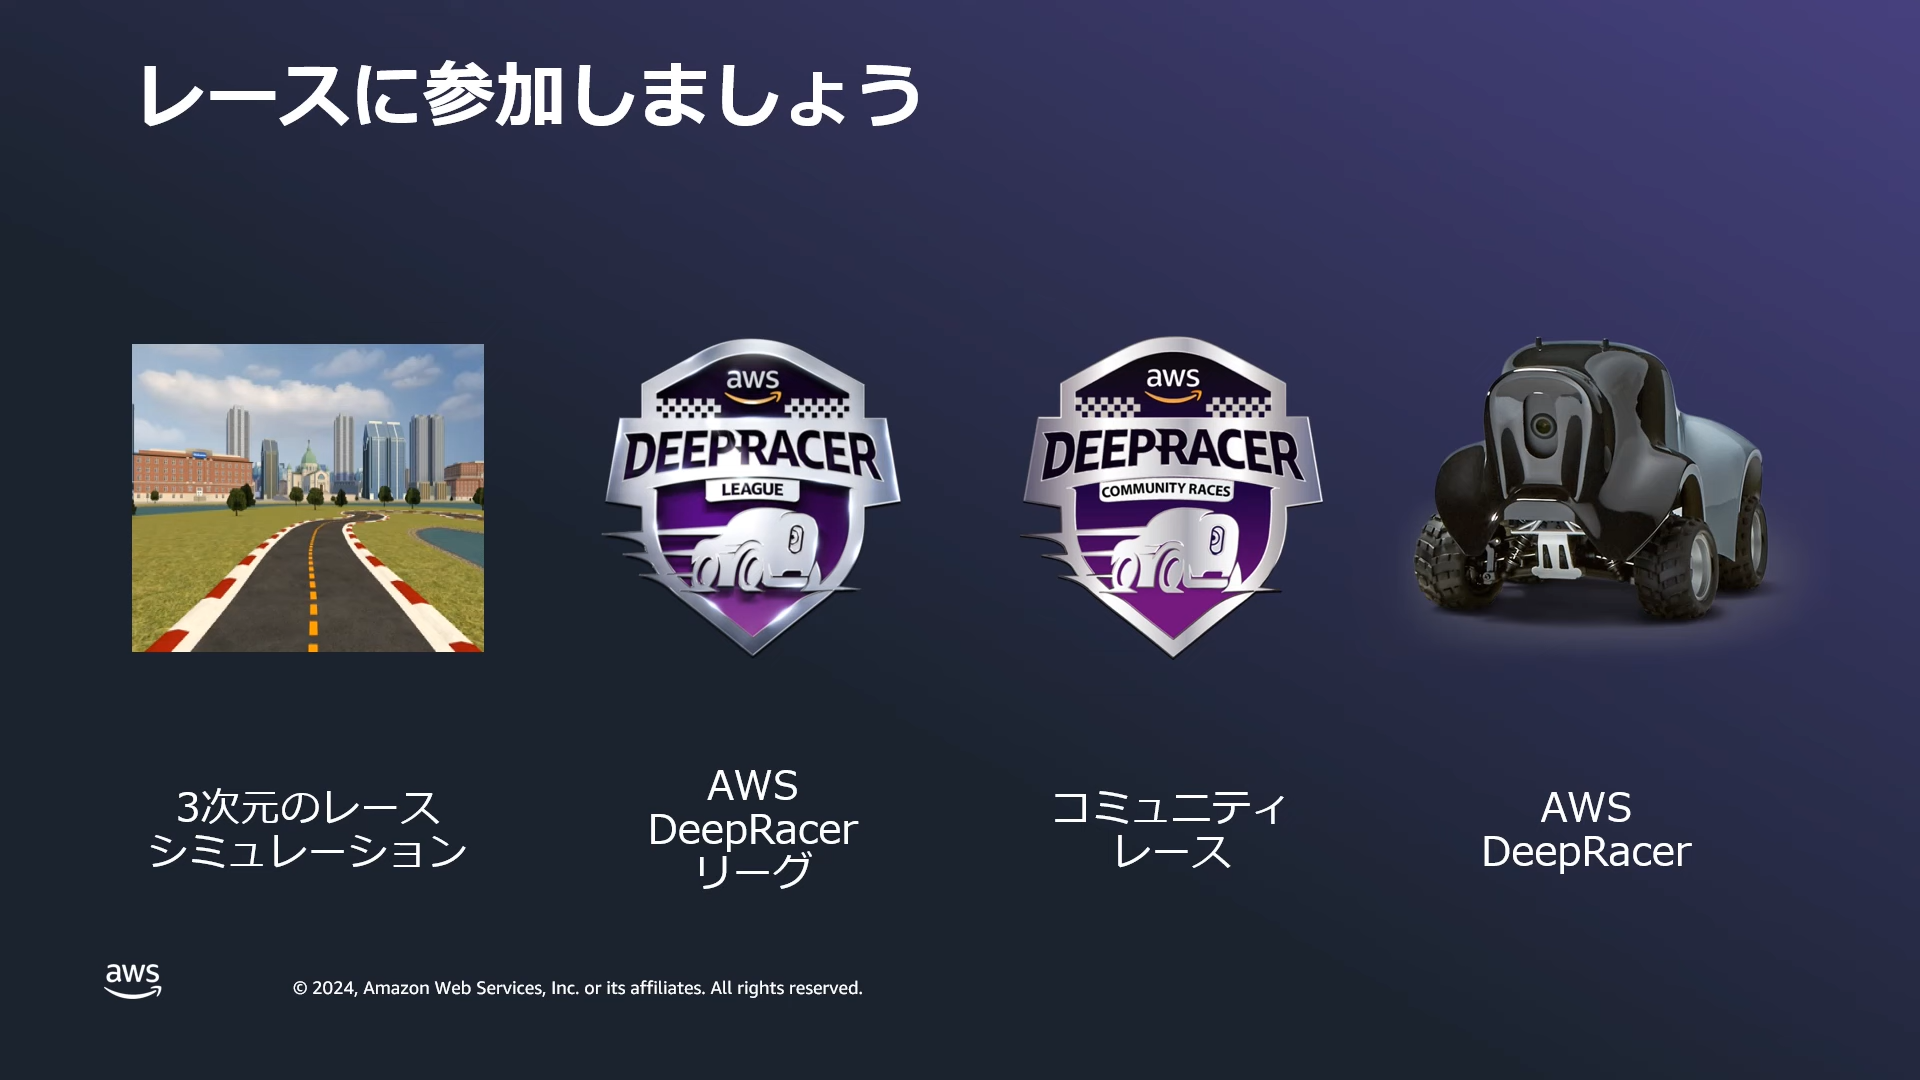 レースに参加しましょう
aws
DEEPRACER
LEAGUE
aws
DEEPRACER
COMMUNITY RACES
3次元のレース
シミュレーション
AWS
DeepRacer
リーグ
コミュニティ
レース
AWS
DeepRacer
aws
© 2024, Amazon Web Services, Inc. or its affiliates. All rights reserved.